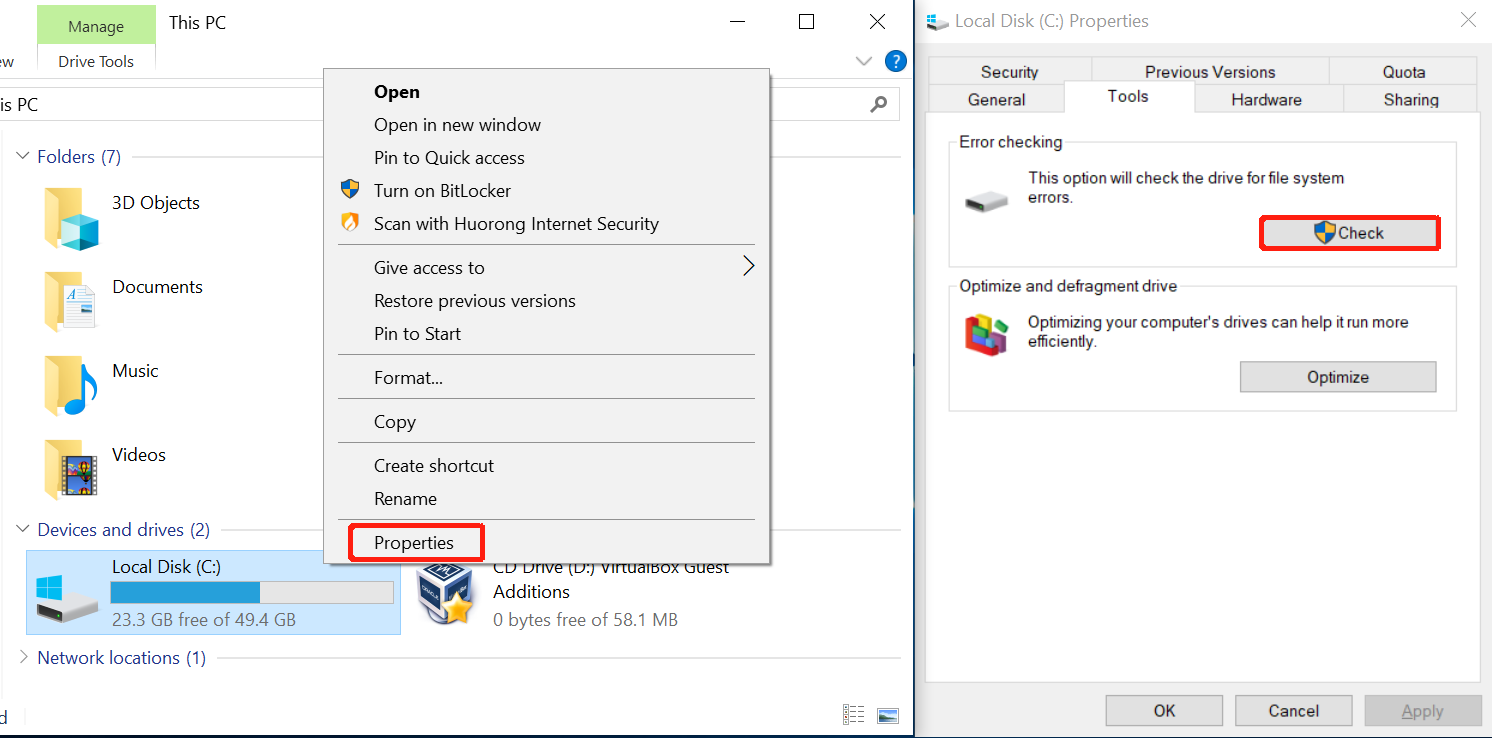 Manage
This PC
ew
Drive Tools
?
is PC
Folders (7)
3D Objects
Documents
Music
Videos
Devices and drives (2)
Local Disk (C:)
23.3 GB free of 49.4 GB
CD Drive (D:) VirtualBox Guest
Additions
0 bytes free of 58.1 MB
Network locations (1)
d
Open
Open in new window
Pin to Quick access
Turn on BitLocker
Scan with Huorong Internet Security
Give access to
Restore previous versions
Pin to Start
Format...
Copy
Create shortcut
Rename
Properties
Local Disk (C:) Properties
Security Previous Versions Quota
General Tools Hardware Sharing
Error checking
This option will check the drive for file system
errors.
Check
Optimize and defragment drive
Optimizing your computer's drives can help it run more
efficiently.
Optimize
OK Cancel Apply